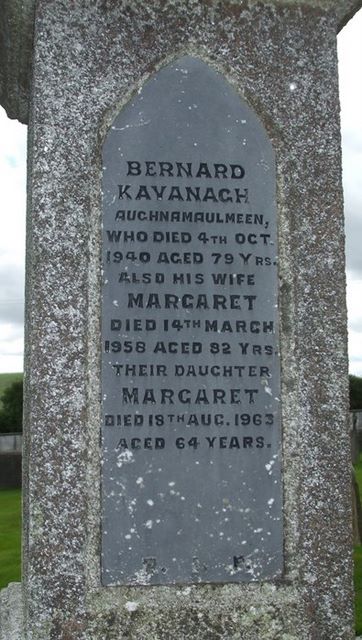 BERNARD
KAVANAGH
AUGHNAMAULMEEN,
WHO DIED 4TH OCT.
1940 AGED 79 YRS.
ALSO HIS WIFE
MARGARET
DIED 14TH MARCH
1958 AGED 82 YRS.
THEIR DAUGHTER
MARGARET
DIED 18TH AUG. 1963
AGED 64 YEARS.